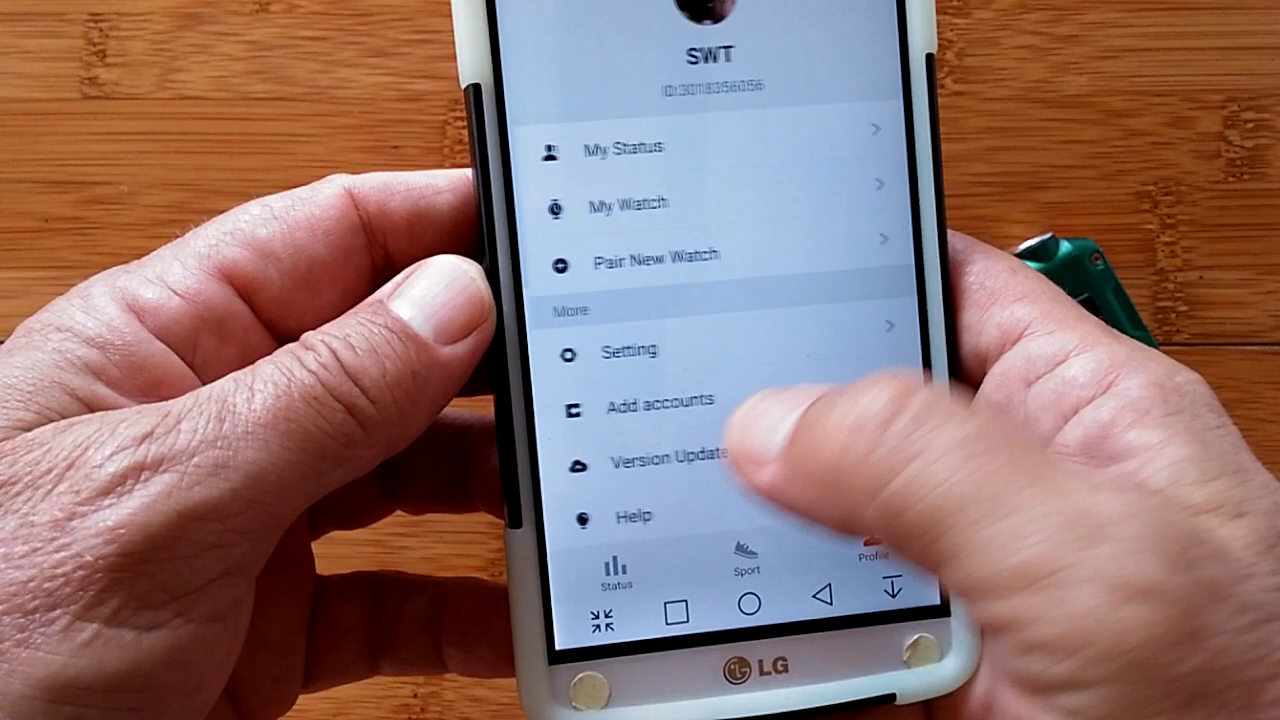 SWT
ID:3018356056
My Status
My Watch
Pair New Watch
More
Setting
Add accounts
Version Update
Help
Status
Sport
Profile
LG